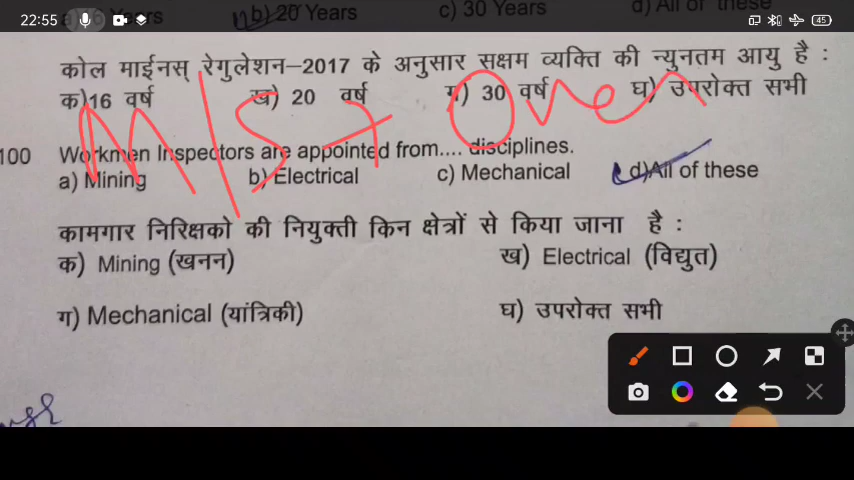 22:55 45
b) 20 Years c) 30 Years d) All of these
कोल माईनस् रेगुलेशन–2017 के अनुसार सक्षम व्यक्ति की न्युनतम आयु है :
क)16 वर्ष ख) 20 वर्ष ग) 30 वर्ष घ) उपरोक्त सभी
100 Workmen Inspectors are appointed from.... disciplines.
a) Mining b) Electrical c) Mechanical d)All of these
कामगार निरिक्षको की नियुक्ती किन क्षेत्रों से किया जाना है :
क) Mining (खनन) ख) Electrical (विद्युत)
ग) Mechanical (यांत्रिकी) घ) उपरोक्त सभी